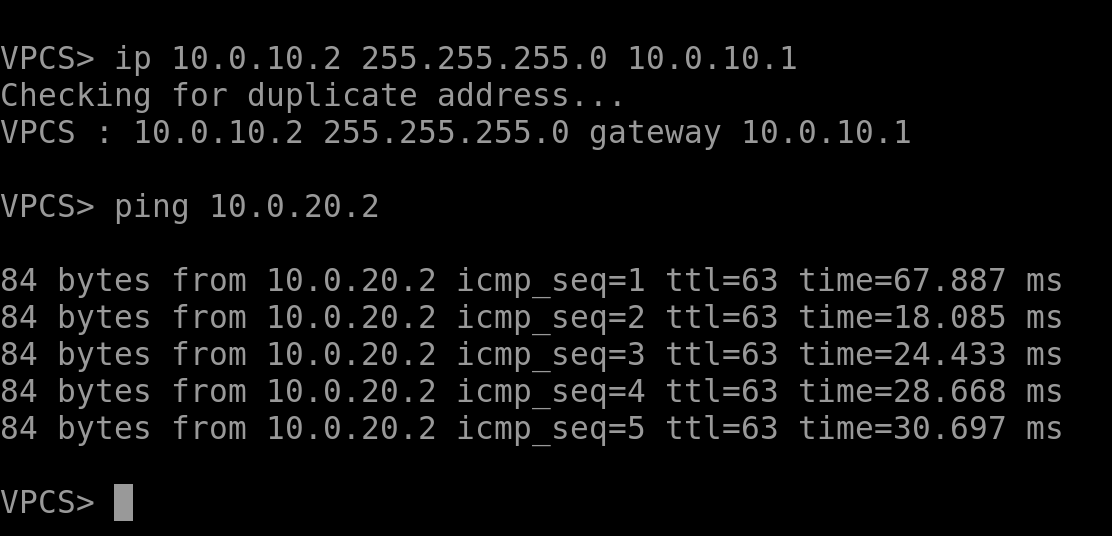 VPCS> ip 10.0.10.2 255.255.255.0 10.0.10.1
Checking for duplicate address...
VPCS : 10.0.10.2 255.255.255.0 gateway 10.0.10.1
VPCS> ping 10.0.20.2
84 bytes from 10.0.20.2 icmp_seq=1 ttl=63 time=67.887 ms
84 bytes from 10.0.20.2 icmp_seq=2 ttl=63 time=18.085 ms
84 bytes from 10.0.20.2 icmp_seq=3 ttl=63 time=24.433 ms
84 bytes from 10.0.20.2 icmp_seq=4 ttl=63 time=28.668 ms
84 bytes from 10.0.20.2 icmp_seq=5 ttl=63 time=30.697 ms
VPCS>